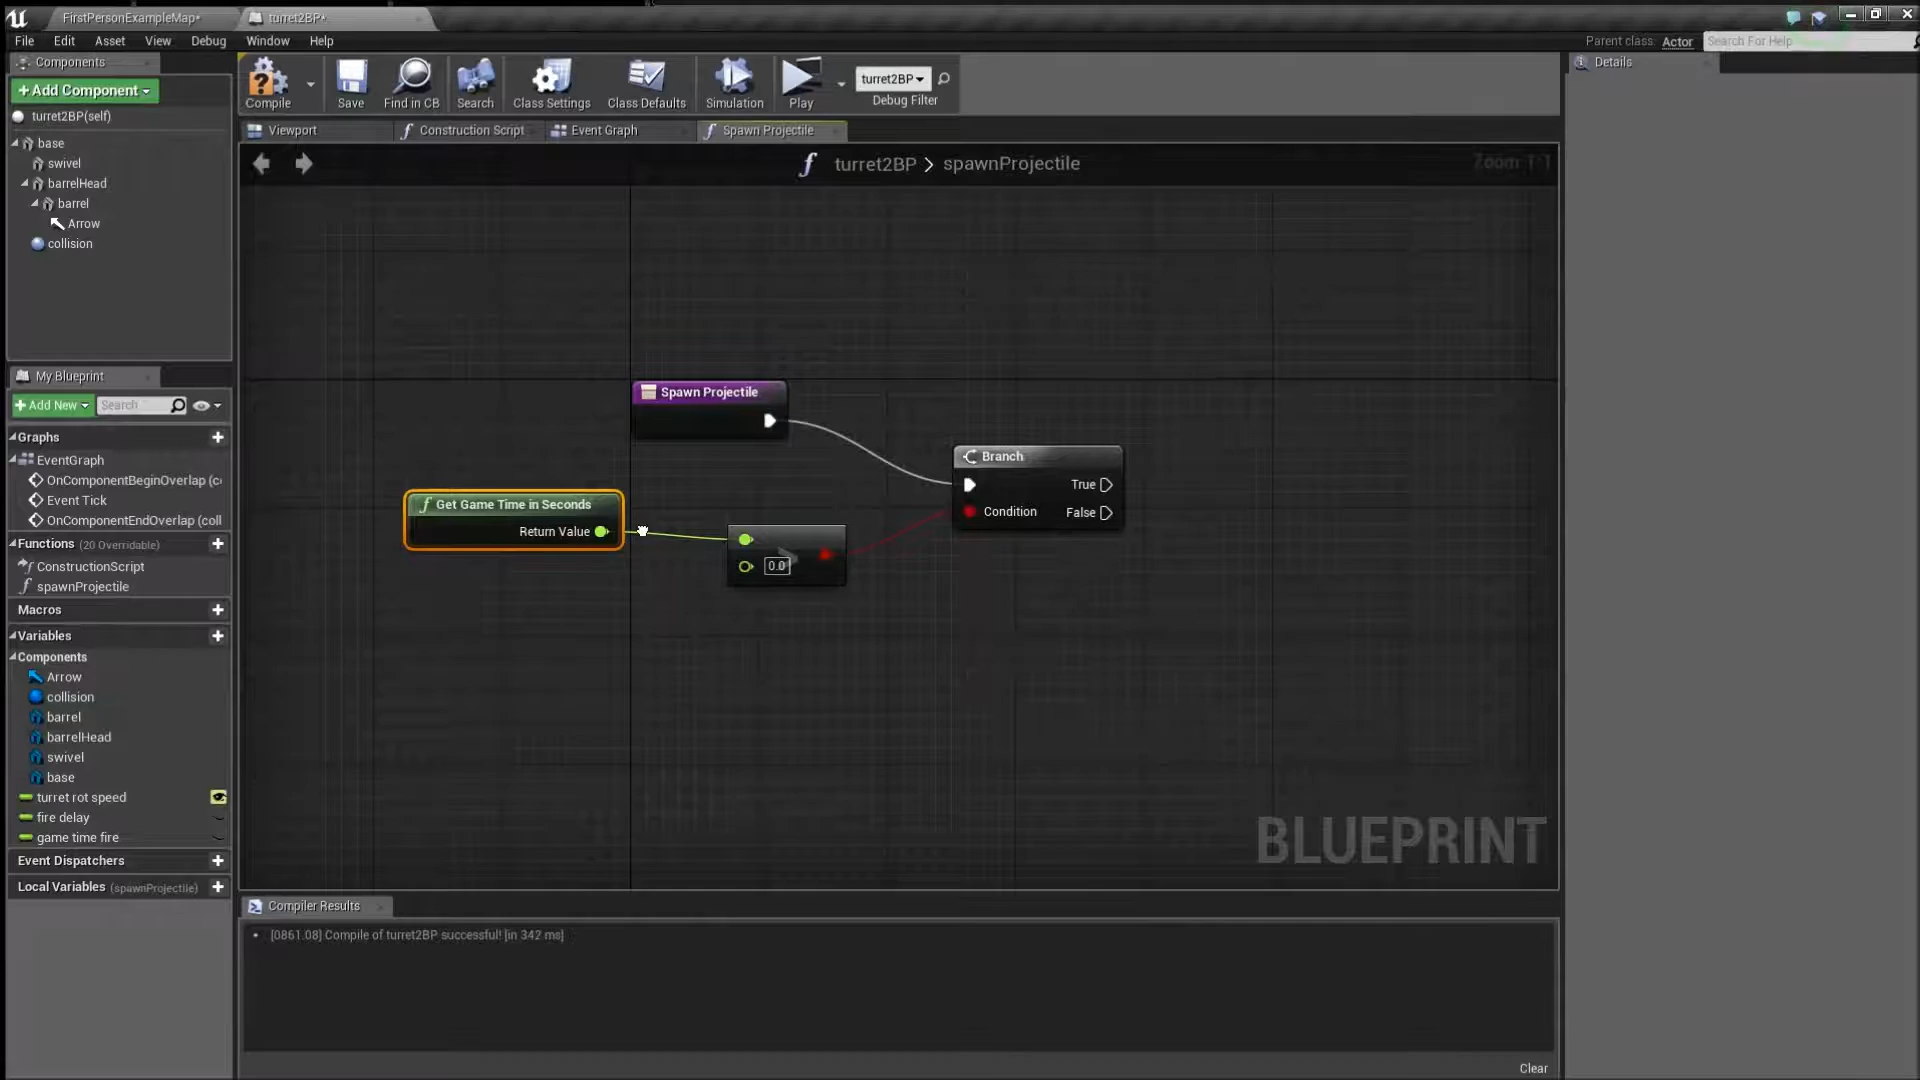 FirstPersonExampleMap*
turret2BP*
File Edit Asset View Debug Window Help
Parent class: Actor Search For Help
Components
+Add Component
turret2BP(self)
base
swivel
barrelHead
barrel
Arrow
collision
Compile Save Find in CB Search Class Settings Class Defaults Simulation Play
turret2BP
Debug Filter
Details
Viewport Construction Script Event Graph Spawn Projectile
turret2BP > spawnProjectile
Zoom 1:1
Spawn Projectile
Branch
True
Condition
False
Get Game Time in Seconds
Return Value
>
0.0
BLUEPRINT
My Blueprint
+Add New Search
Graphs
EventGraph
OnComponentBeginOverlap (c
Event Tick
OnComponentEndOverlap (coll
Functions (20 Overridable)
ConstructionScript
spawnProjectile
Macros
Variables
Components
Arrow
collision
barrel
barrelHead
swivel
base
turret rot speed
fire delay
game time fire
Event Dispatchers
Local Variables (spawnProjectile)
Compiler Results
[0861.08] Compile of turret2BP successful! [in 342 ms]
Clear